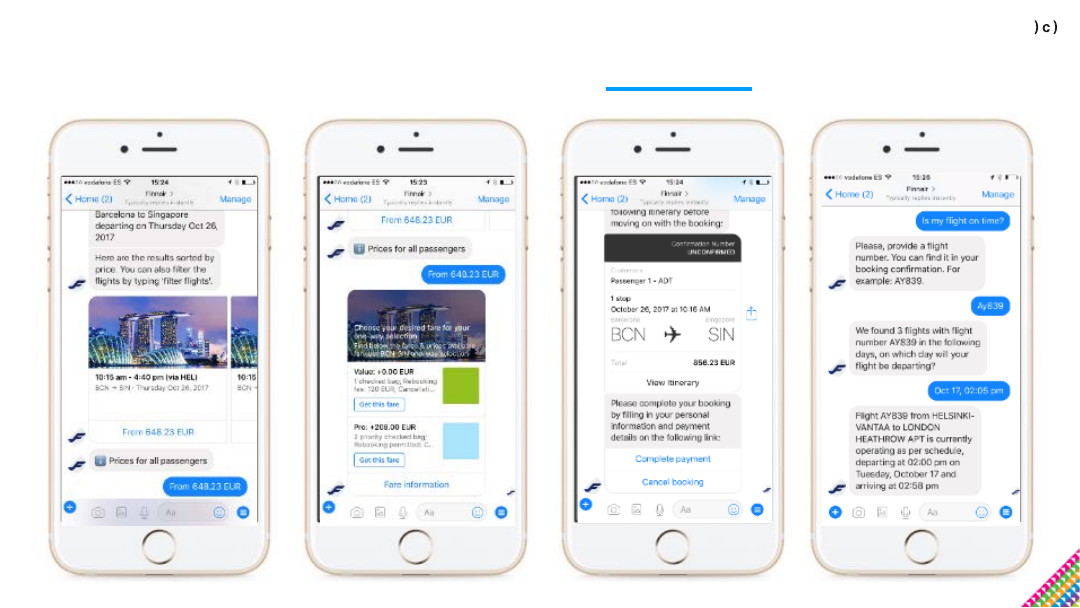 )c)
vodafone ES
15:24
Home (2)
Finnair >
Typically replies instantly
Manage
Barcelona to Singapore
departing on Thursday Oct 26,
2017
Here are the results sorted by
price. You can also filter the
flights by typing 'filter flights'.
10:15 am - 4:40 pm (via HEL)
BCN → SIN - Thursday Oct 26, 2017
10:15
BCN →
From 648.23 EUR
Prices for all passengers
From 648.23 EUR
Aa
vodafone ES
15:23
Home (2)
Finnair >
Typically replies instantly
Manage
From 648.23 EUR
Prices for all passengers
From 648.23 EUR
Choose your desired fare for your
one-way selection
Find below the fares & prices available
for your BCN-SIN one-way selection
Value: +0.00 EUR
1 checked bag; Rebooking
fee: 120 EUR; Cancellati...
Get this fare
Pro: +208.00 EUR
2 priority checked bag;
Rebooking permitted; C...
Get this fare
Fare information
Aa
vodafone ES
15:24
Home (2)
Finnair >
Typically replies instantly
Manage
following itinerary before
moving on with the booking:
Confirmation Number
UNCONFIRMED
Customers
Passenger 1 - ADT
1 stop
October 26, 2017 at 10:16 AM
Barcelona
Singapore
BCN SIN
Total
856.23 EUR
View Itinerary
Please complete your booking
by filling in your personal
information and payment
details on the following link:
Complete payment
Cancel booking
Aa
vodafone ES
15:26
Home (2)
Finnair >
Typically replies instantly
Manage
Is my flight on time?
Please, provide a flight
number. You can find it in your
booking confirmation. For
example: AY839.
Ay839
We found 3 flights with flight
number AY839 in the following
days, on which day will your
flight be departing?
Oct 17, 02:05 pm
Flight AY839 from HELSINKI-
VANTAA to LONDON
HEATHROW APT is currently
operating as per schedule,
departing at 02:00 pm on
Tuesday, October 17 and
arriving at 02:58 pm
Aa